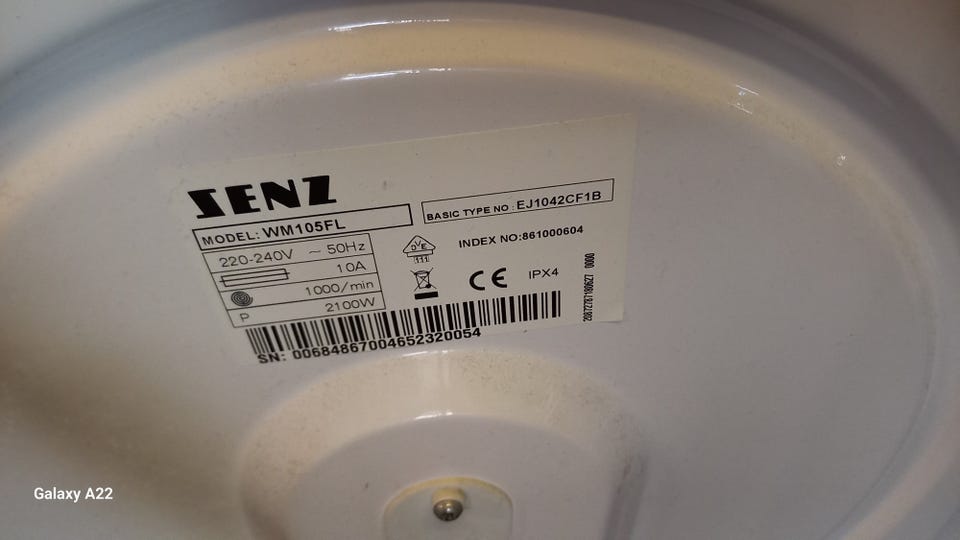 SENZ
MODEL: WM105FL
BASIC TYPE NO : EJ1042CF1B
220-240V ~ 50Hz
10A
1000/min
P 2100W
DVE
INDEX NO:861000604
CE IPX4
SN: 00684867004652320054
Galaxy A22